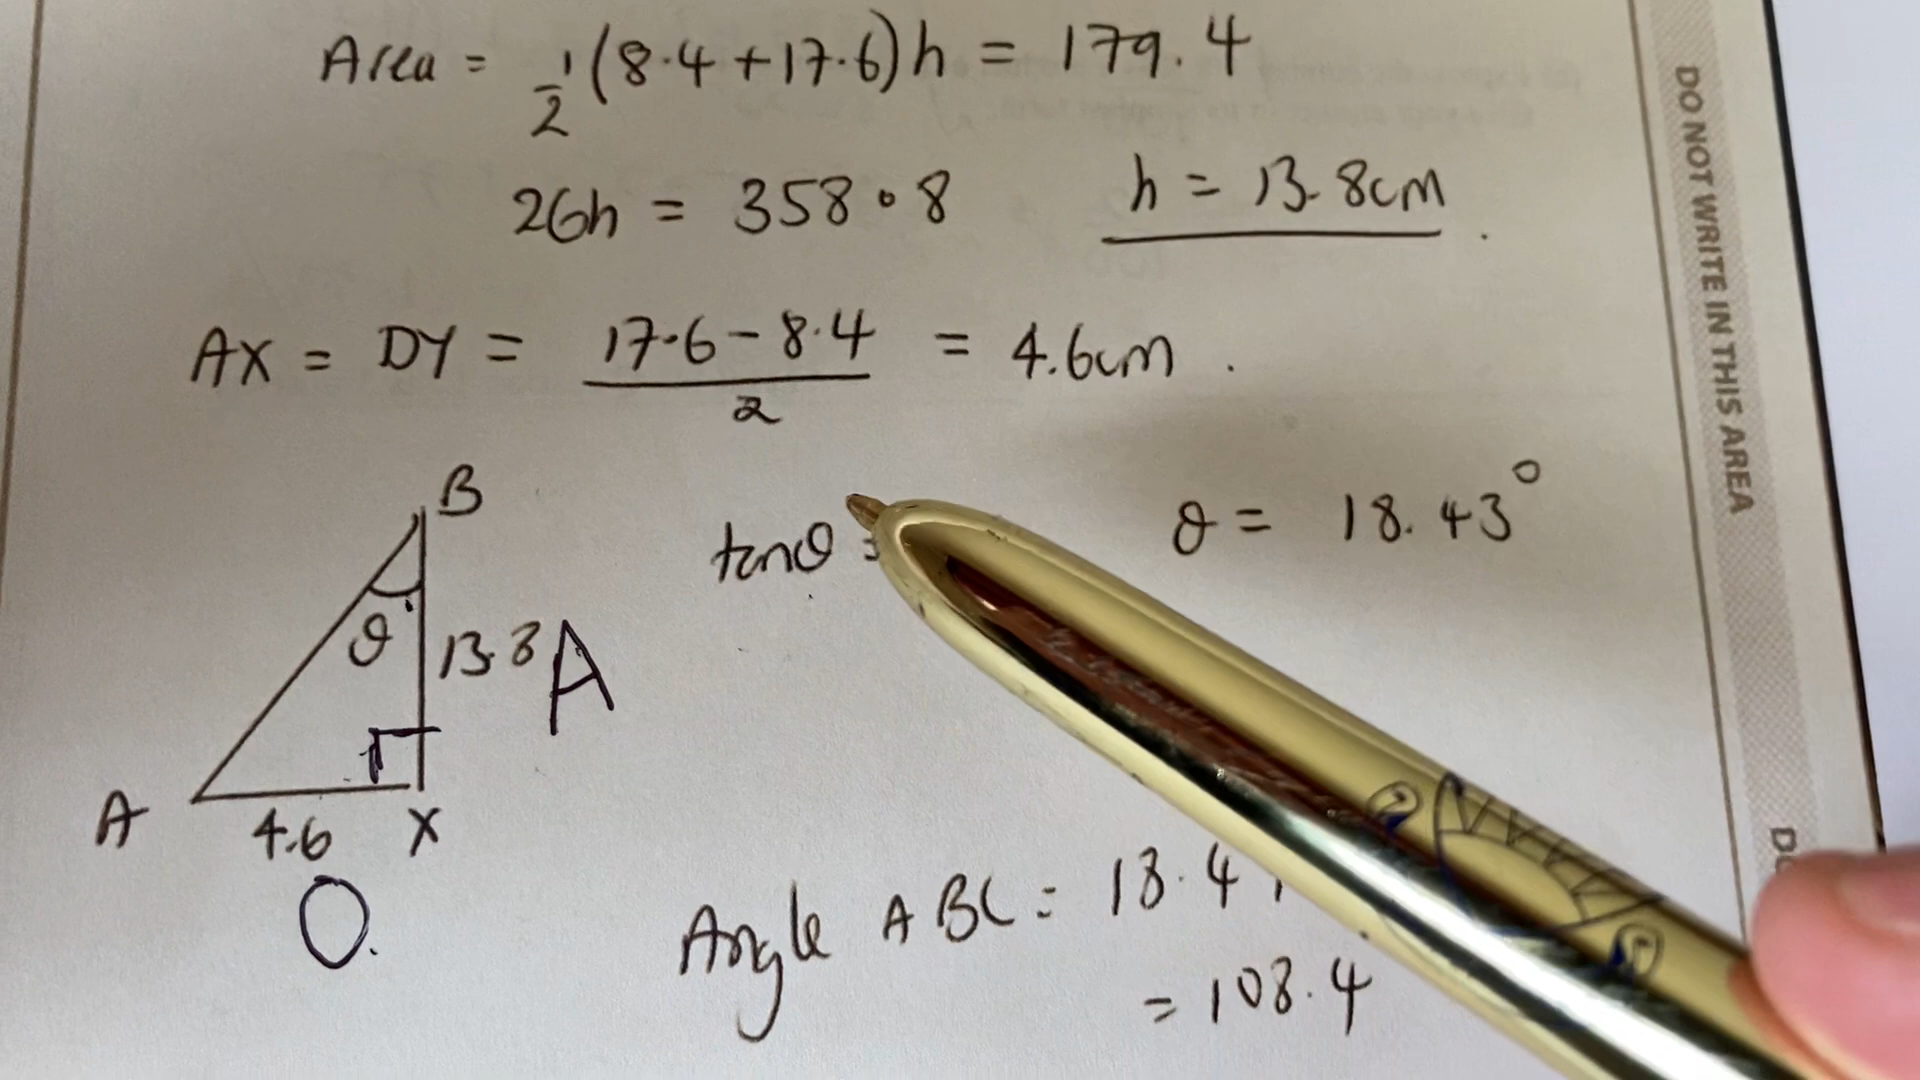 Area = 1/2 (8.4 + 17.6) h = 179.4
26h = 358.8 h = 13.8cm
AX = DY = 17.6 - 8.4 / 2 = 4.6cm.
B
tanθ = θ = 18.43°
θ
13.8 A
A 4.6 X
O.
Angle ABC = 18.4
= 108.4
DO NOT WRITE IN THIS AREA